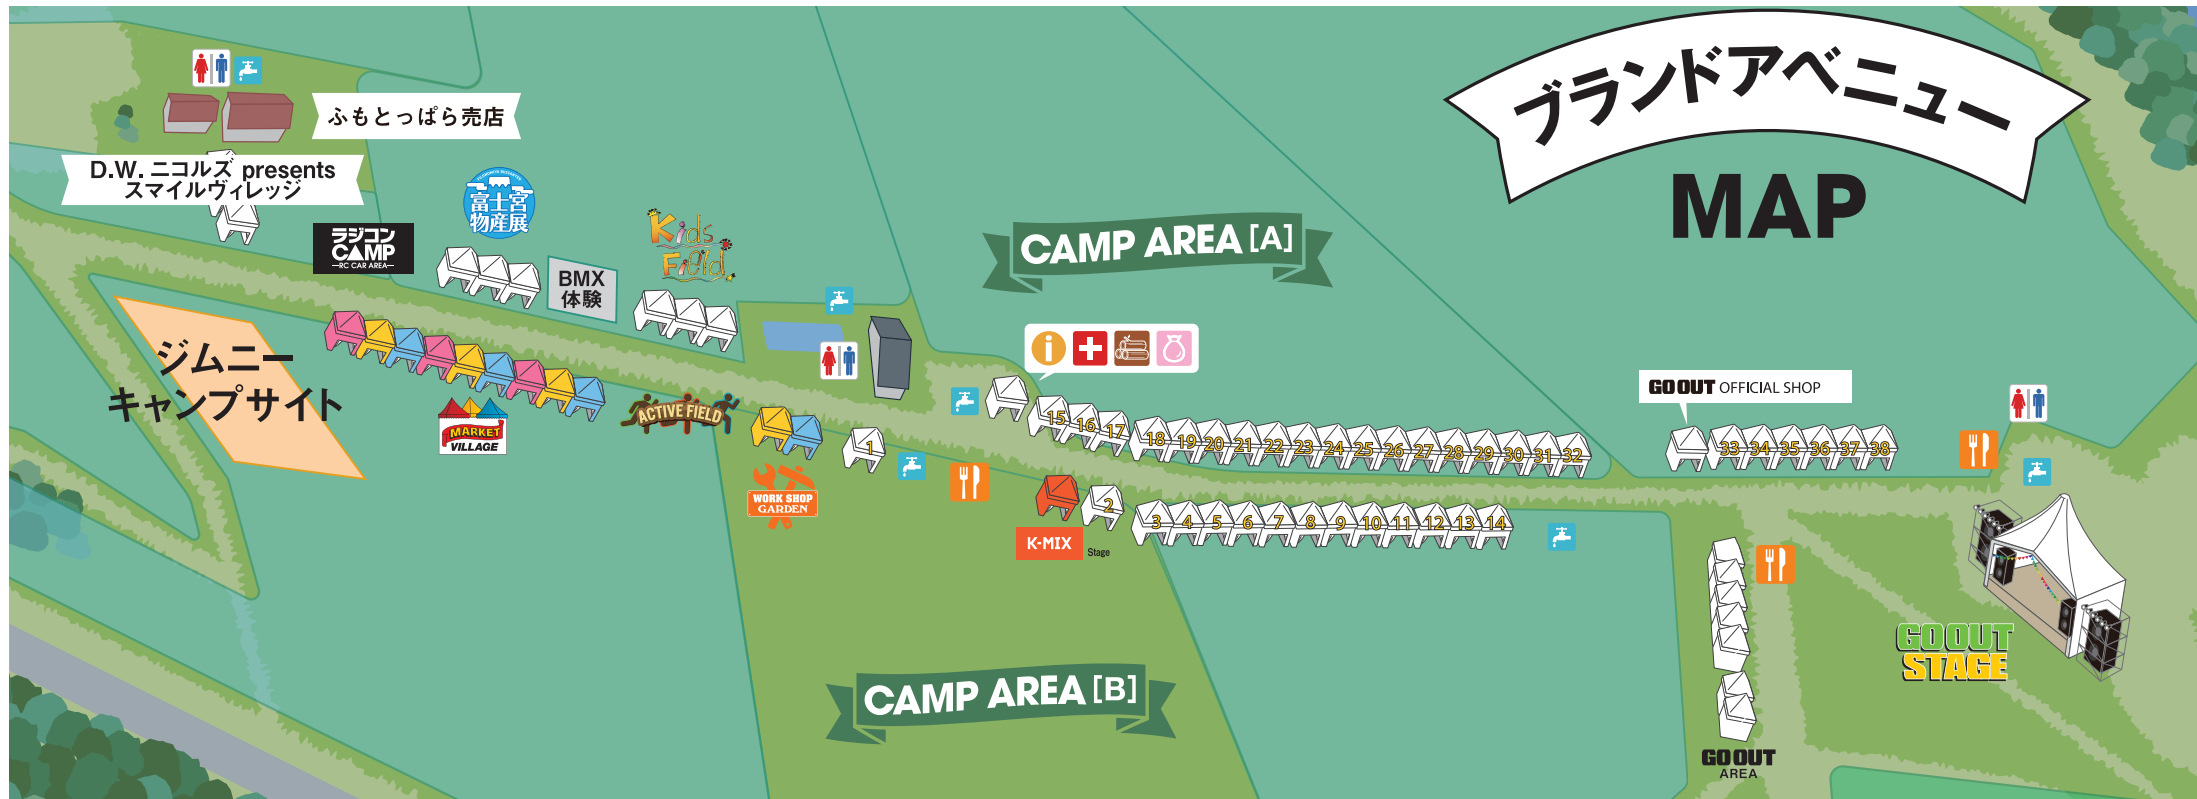 ブランドアベニュー
MAP
ふもとっぱら売店
D.W. ニコルズ presents
スマイルヴィレッジ
ラジコン
CAMP
RC CAR AREA
富士宮
物産展
BMX
体験
Kids
Field
CAMP AREA [A]
ジムニー
キャンプサイト
MARKET
VILLAGE
ACTIVE FIELD
WORK SHOP
GARDEN
1
i
15 16 17 18 19 20 21 22 23 24 25 26 27 28 29 30 31 32
GO OUT OFFICIAL SHOP
33 34 35 36 37 38
2 3 4 5 6 7 8 9 10 11 12 13 14
K-MIX Stage
CAMP AREA [B]
GO OUT
STAGE
GO OUT
AREA